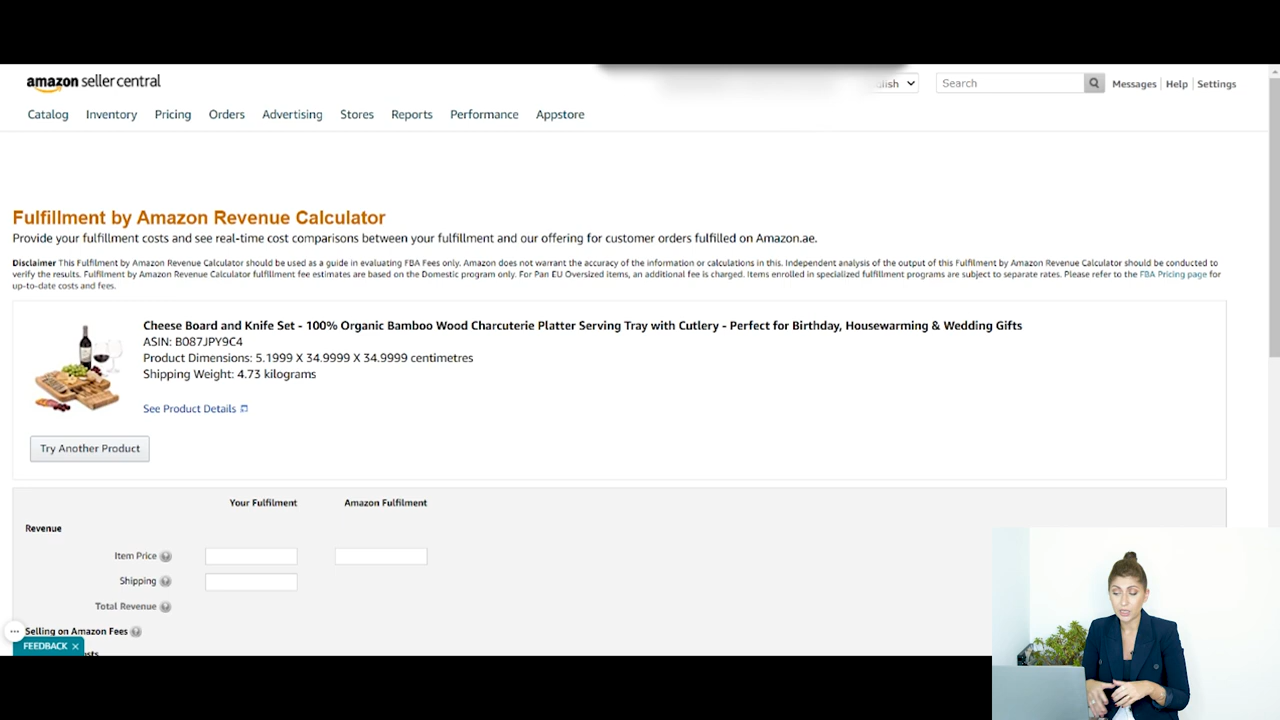 amazon seller central
Search
Messages | Help | Settings
Catalog Inventory Pricing Orders Advertising Stores Reports Performance Appstore
Fulfillment by Amazon Revenue Calculator
Provide your fulfillment costs and see real-time cost comparisons between your fulfillment and our offering for customer orders fulfilled on Amazon.ae.
Disclaimer This Fulfilment by Amazon Revenue Calculator should be used as a guide in evaluating FBA Fees only. Amazon does not warrant the accuracy of the information or calculations in this. Independent analysis of the output of this Fulfilment by Amazon Revenue Calculator should be conducted to
verify the results. Fulfilment by Amazon Revenue Calculator fulfillment fee estimates are based on the Domestic program only. For Pan EU Oversized items, an additional fee is charged. Items enrolled in specialized fulfillment programs are subject to separate rates. Please refer to the FBA Pricing page for
up-to-date costs and fees.
Cheese Board and Knife Set - 100% Organic Bamboo Wood Charcuterie Platter Serving Tray with Cutlery - Perfect for Birthday, Housewarming & Wedding Gifts
ASIN: B087JPY9C4
Product Dimensions: 5.1999 X 34.9999 X 34.9999 centimetres
Shipping Weight: 4.73 kilograms
See Product Details
Try Another Product
Your Fulfilment Amazon Fulfilment
Revenue
Item Price
Shipping
Total Revenue
Selling on Amazon Fees
FEEDBACK X